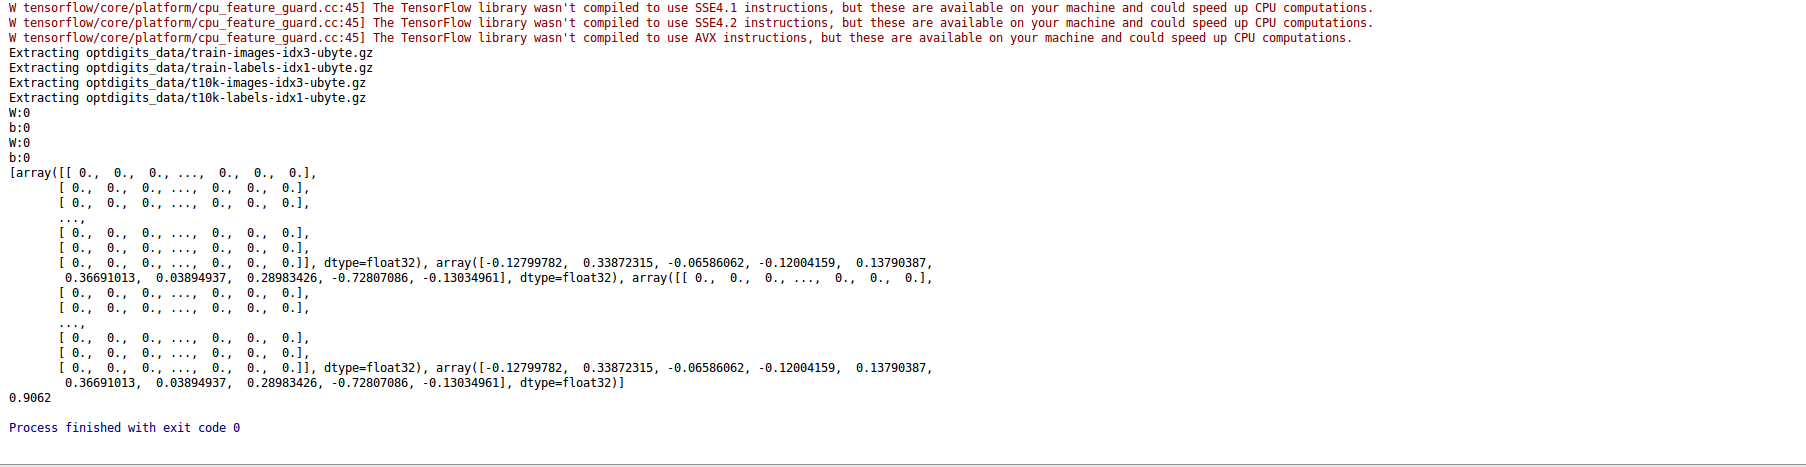 W tensorflow/core/platform/cpu_feature_guard.cc:45] The TensorFlow library wasn't compiled to use SSE4.1 instructions, but these are available on your machine and could speed up CPU computations.
W tensorflow/core/platform/cpu_feature_guard.cc:45] The TensorFlow library wasn't compiled to use SSE4.2 instructions, but these are available on your machine and could speed up CPU computations.
W tensorflow/core/platform/cpu_feature_guard.cc:45] The TensorFlow library wasn't compiled to use AVX instructions, but these are available on your machine and could speed up CPU computations.
Extracting optdigits_data/train-images-idx3-ubyte.gz
Extracting optdigits_data/train-labels-idx1-ubyte.gz
Extracting optdigits_data/t10k-images-idx3-ubyte.gz
Extracting optdigits_data/t10k-labels-idx1-ubyte.gz
W:0
b:0
W:0
b:0
[array([[ 0.,  0.,  0., ...,  0.,  0.,  0.],
       [ 0.,  0.,  0., ...,  0.,  0.,  0.],
       [ 0.,  0.,  0., ...,  0.,  0.,  0.],
       ...,
       [ 0.,  0.,  0., ...,  0.,  0.,  0.],
       [ 0.,  0.,  0., ...,  0.,  0.,  0.],
       [ 0.,  0.,  0., ...,  0.,  0.,  0.]], dtype=float32), array([-0.12799782,  0.33872315, -0.06586062, -0.12004159,  0.13790387,
        0.36691013,  0.03894937,  0.28983426, -0.72807086, -0.13034961], dtype=float32), array([[ 0.,  0.,  0., ...,  0.,  0.,  0.],
       [ 0.,  0.,  0., ...,  0.,  0.,  0.],
       [ 0.,  0.,  0., ...,  0.,  0.,  0.],
       ...,
       [ 0.,  0.,  0., ...,  0.,  0.,  0.],
       [ 0.,  0.,  0., ...,  0.,  0.,  0.],
       [ 0.,  0.,  0., ...,  0.,  0.,  0.]], dtype=float32), array([-0.12799782,  0.33872315, -0.06586062, -0.12004159,  0.13790387,
        0.36691013,  0.03894937,  0.28983426, -0.72807086, -0.13034961], dtype=float32)]
0.9062
Process finished with exit code 0